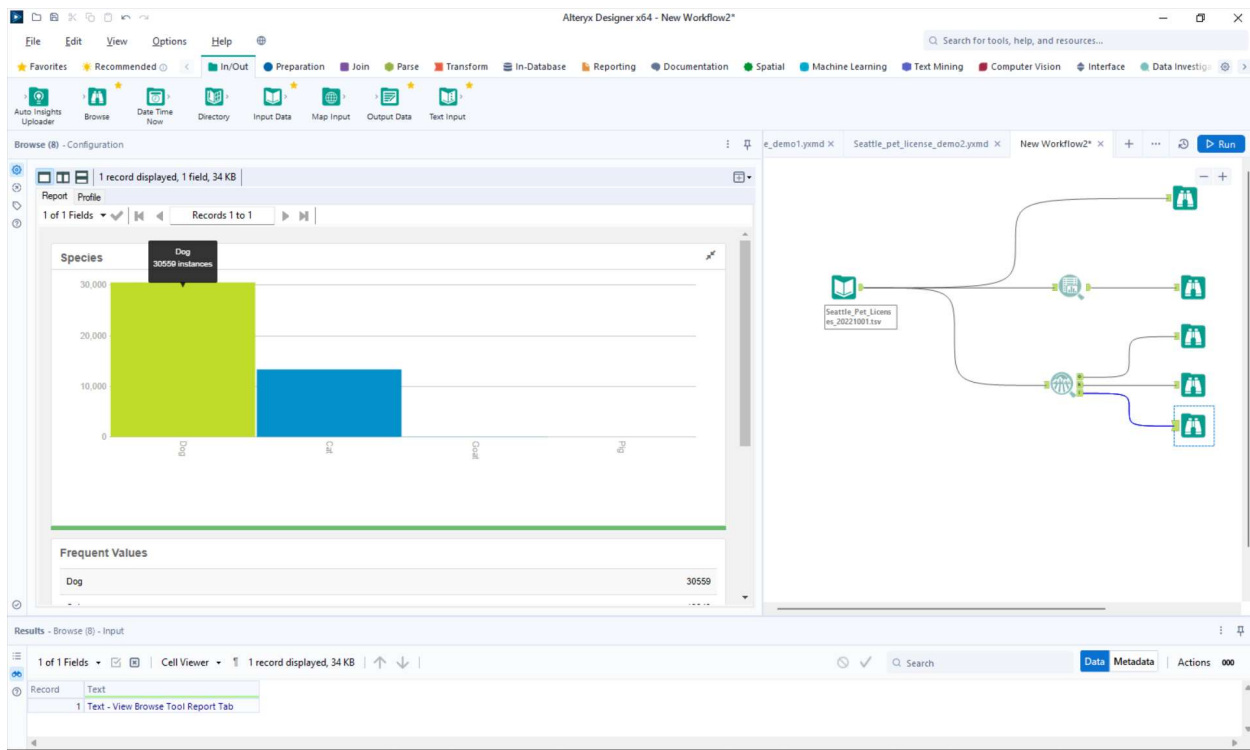 Alteryx Designer x64 - New Workflow2*
File Edit View Options Help
Search for tools, help, and resources...
Favorites Recommended In/Out Preparation Join Parse Transform In-Database Reporting Documentation Spatial Machine Learning Text Mining Computer Vision Interface Data Investig
Auto Insights Uploader
Browse
Date Time Now
Directory
Input Data
Map Input
Output Data
Text Input
Browse (8) - Configuration
e_demo1.yxmd Seattle_pet_license_demo2.yxmd New Workflow2* Run
1 record displayed, 1 field, 34 KB
Report Profile
1 of 1 Fields Records 1 to 1
Species
Dog
30559 instances
30,000
20,000
10,000
0
Dog Cat Goat Pig
Frequent Values
Dog 30559
Seattle_Pet_Licens
es_20221001.tsv
Results - Browse (8) - Input
1 of 1 Fields Cell Viewer 1 record displayed, 34 KB Search Data Metadata Actions 000
Record Text
1 Text - View Browse Tool Report Tab